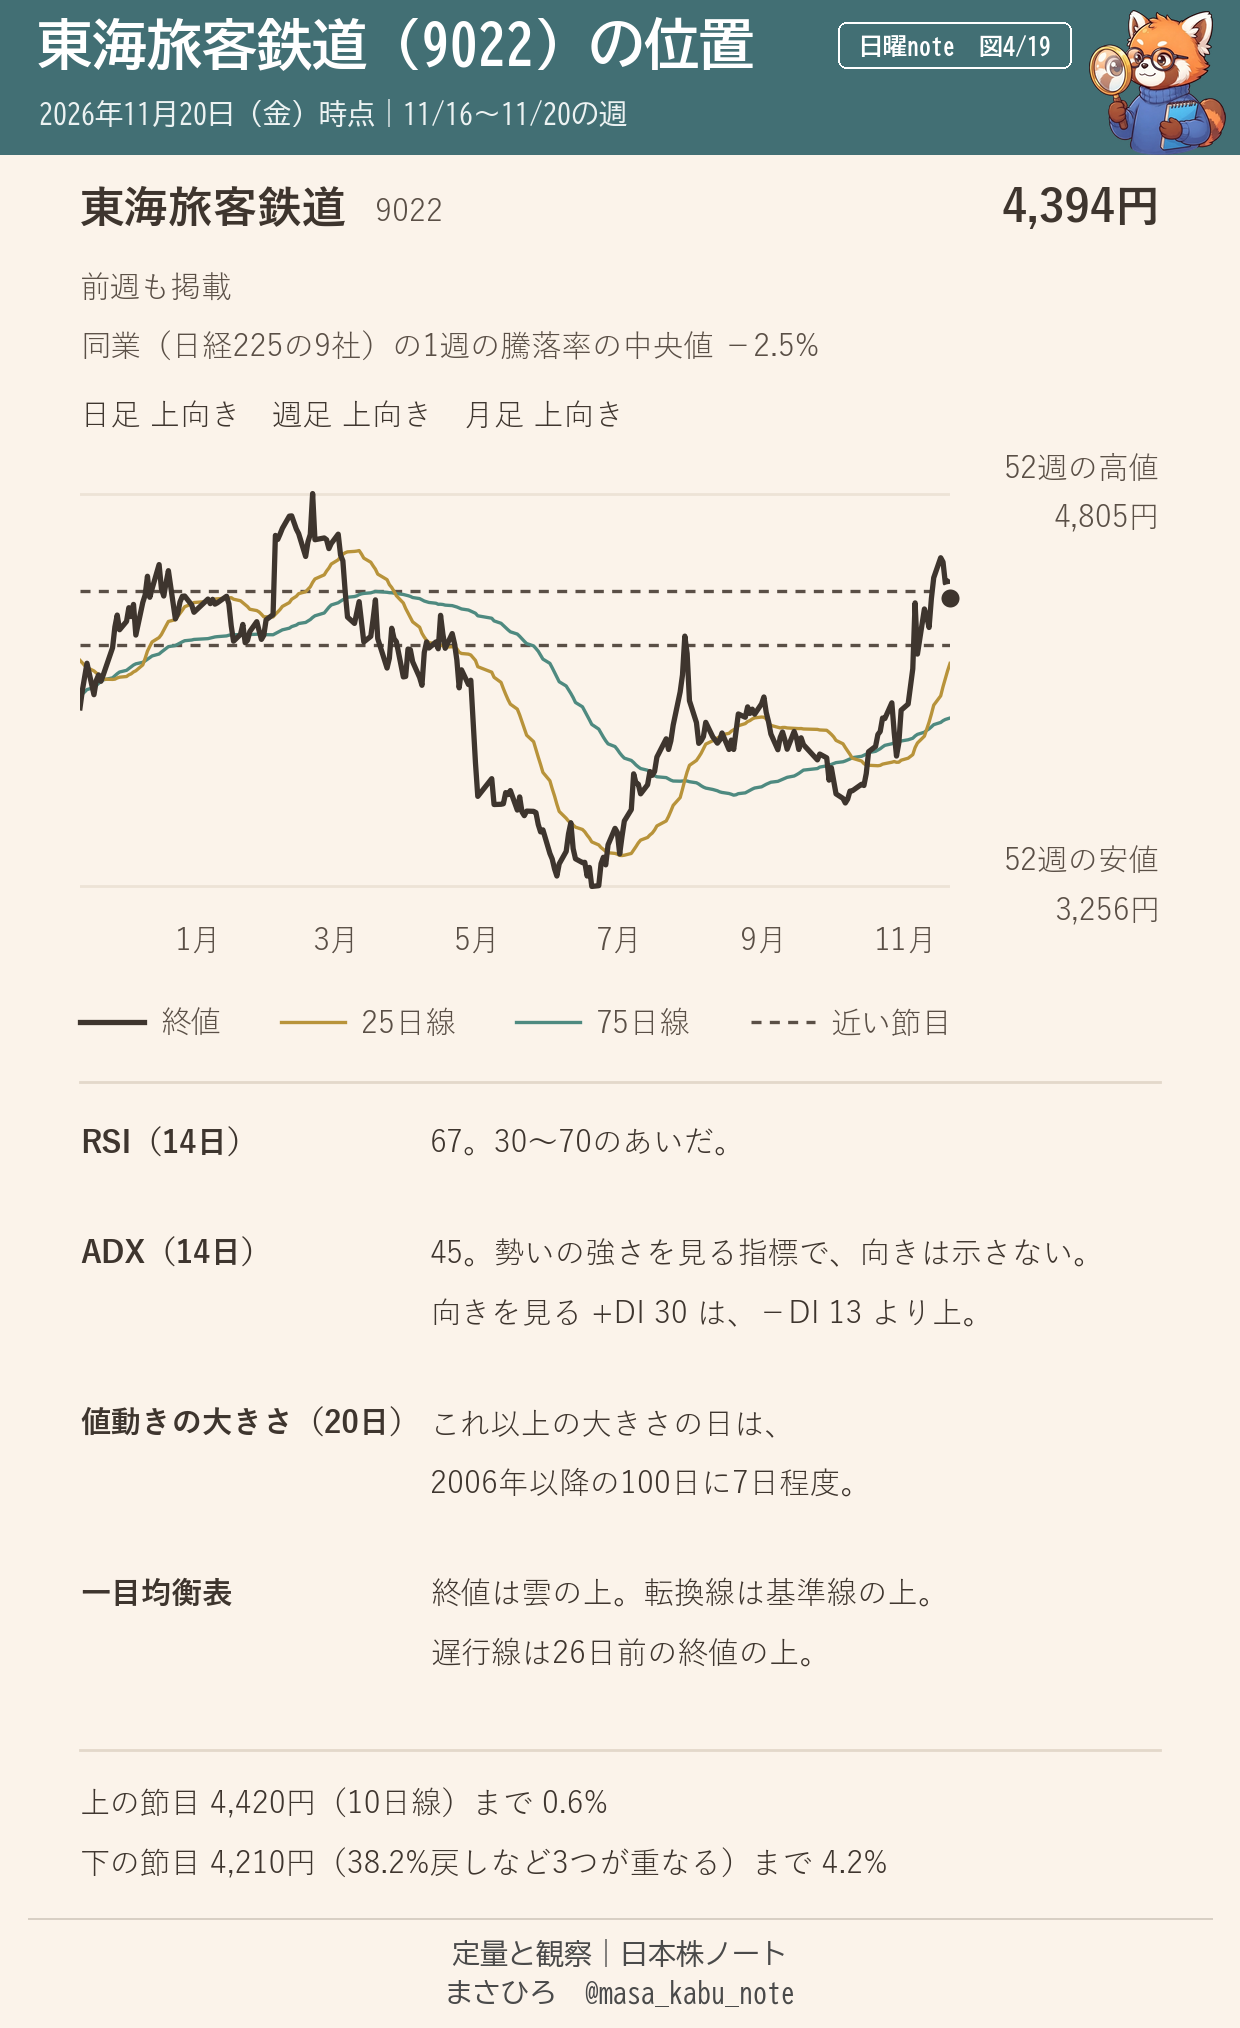 東海旅客鉄道（9022）の位置
日曜note　図4/19
2026年11月20日（金）時点｜11/16〜11/20の週
東海旅客鉄道　9022
4,394円
前週も掲載
同業（日経225の9社）の1週の騰落率の中央値 −2.5%
日足 上向き　週足 上向き　月足 上向き
52週の高値
4,805円
52週の安値
3,256円
1月　3月　5月　7月　9月　11月
終値　25日線　75日線　近い節目
RSI（14日）　67。30〜70のあいだ。
ADX（14日）　45。勢いの強さを見る指標で、向きは示さない。
向きを見る +DI 30 は、−DI 13 より上。
値動きの大きさ（20日）　これ以上の大きさの日は、
2006年以降の100日に7日程度。
一目均衡表　終値は雲の上。転換線は基準線の上。
遅行線は26日前の終値の上。
上の節目 4,420円（10日線）まで 0.6%
下の節目 4,210円（38.2%戻しなど3つが重なる）まで 4.2%
定量と観察｜日本株ノート
まさひろ　@masa_kabu_note